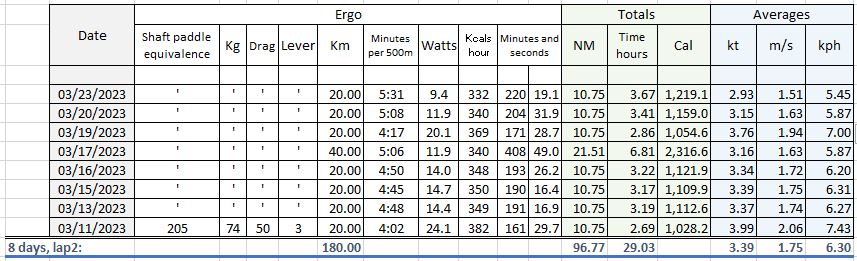 Ergo Totals Averages
Date Shaft paddle equivalence Kg Drag Lever Km Minutes per 500m Watts Kcals hour Minutes and seconds NM Time hours Cal kt m/s kph
03/23/2023 ' ' ' ' 20.00 5:31 9.4 332 220 19.1 10.75 3.67 1,219.1 2.93 1.51 5.45
03/20/2023 ' ' ' ' 20.00 5:08 11.9 340 204 31.9 10.75 3.41 1,159.0 3.15 1.63 5.87
03/19/2023 ' ' ' ' 20.00 4:17 20.1 369 171 28.7 10.75 2.86 1,054.6 3.76 1.94 7.00
03/17/2023 ' ' ' ' 40.00 5:06 11.9 340 408 49.0 21.51 6.81 2,316.6 3.16 1.63 5.87
03/16/2023 ' ' ' ' 20.00 4:50 14.0 348 193 26.2 10.75 3.22 1,121.9 3.34 1.72 6.20
03/15/2023 ' ' ' ' 20.00 4:45 14.7 350 190 16.4 10.75 3.17 1,109.9 3.39 1.75 6.31
03/13/2023 ' ' ' ' 20.00 4:48 14.4 349 191 16.9 10.75 3.19 1,112.6 3.37 1.74 6.27
03/11/2023 205 74 50 3 20.00 4:02 24.1 382 161 29.7 10.75 2.69 1,028.2 3.99 2.06 7.43
8 days, lap2: 180.00 96.77 29.03 3.39 1.75 6.30